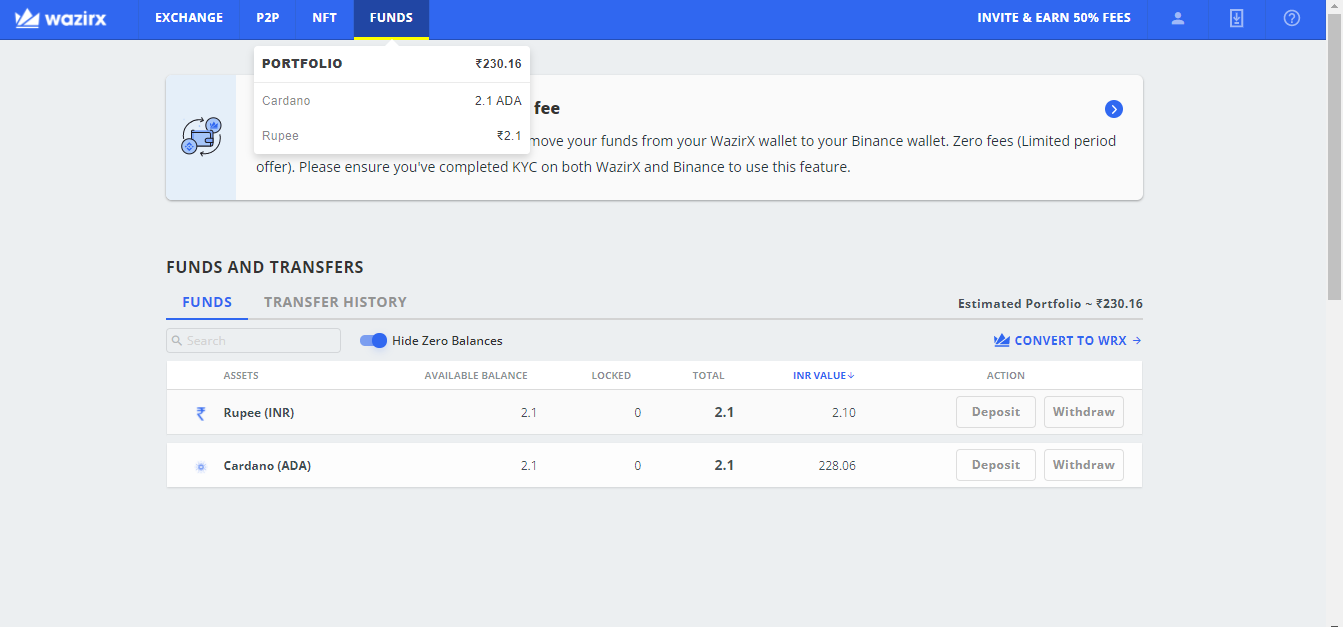 wazirx EXCHANGE P2P NFT FUNDS INVITE & EARN 50% FEES
PORTFOLIO ₹230.16
Cardano 2.1 ADA
Rupee ₹2.1
fee
move your funds from your WazirX wallet to your Binance wallet. Zero fees (Limited period
offer). Please ensure you've completed KYC on both WazirX and Binance to use this feature.
FUNDS AND TRANSFERS
FUNDS TRANSFER HISTORY Estimated Portfolio ~ ₹230.16
Search Hide Zero Balances CONVERT TO WRX →
ASSETS AVAILABLE BALANCE LOCKED TOTAL INR VALUE↓ ACTION
₹ Rupee (INR) 2.1 0 2.1 2.10 Deposit Withdraw
Cardano (ADA) 2.1 0 2.1 228.06 Deposit Withdraw